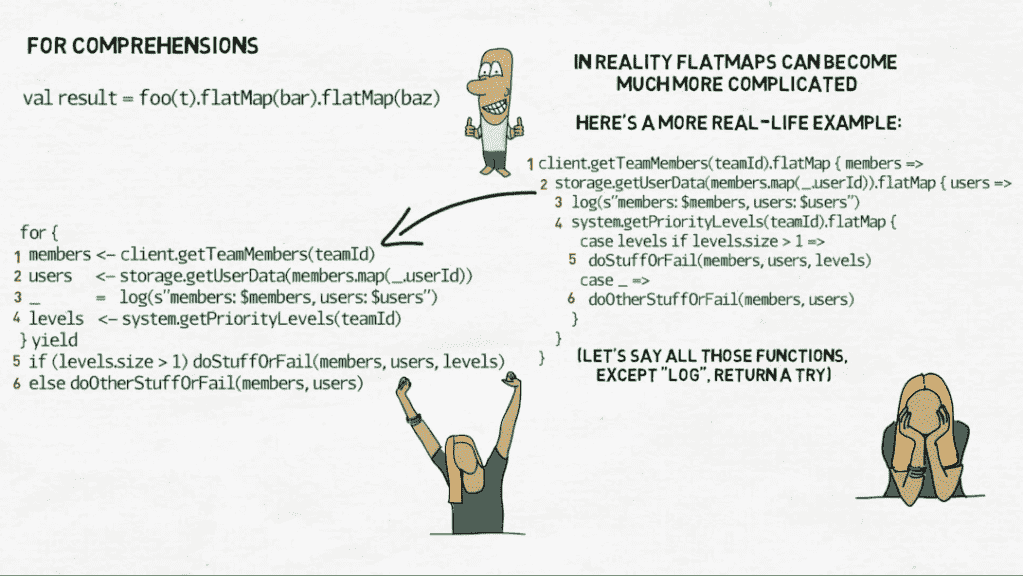 FOR COMPREHENSIONS
val result = foo(t).flatMap(bar).flatMap(baz)
IN REALITY FLATMAPS CAN BECOME
MUCH MORE COMPLICATED
HERE'S A MORE REAL-LIFE EXAMPLE:
1 client.getTeamMembers(teamId).flatMap { members =>
2 storage.getUserData(members.map(_.userId)).flatMap { users =>
3 log(s"members: $members, users: $users")
4 system.getPriorityLevels(teamId).flatMap {
case levels if levels.size > 1 =>
5 doStuffOrFail(members, users, levels)
case _ =>
6 doOtherStuffOrFail(members, users)
}
}
}
(LET'S SAY ALL THOSE FUNCTIONS,
EXCEPT "LOG", RETURN A TRY)
for {
1 members <- client.getTeamMembers(teamId)
2 users <- storage.getUserData(members.map(_.userId))
3 _ = log(s"members: $members, users: $users")
4 levels <- system.getPriorityLevels(teamId)
} yield
5 if (levels.size > 1) doStuffOrFail(members, users, levels)
6 else doOtherStuffOrFail(members, users)